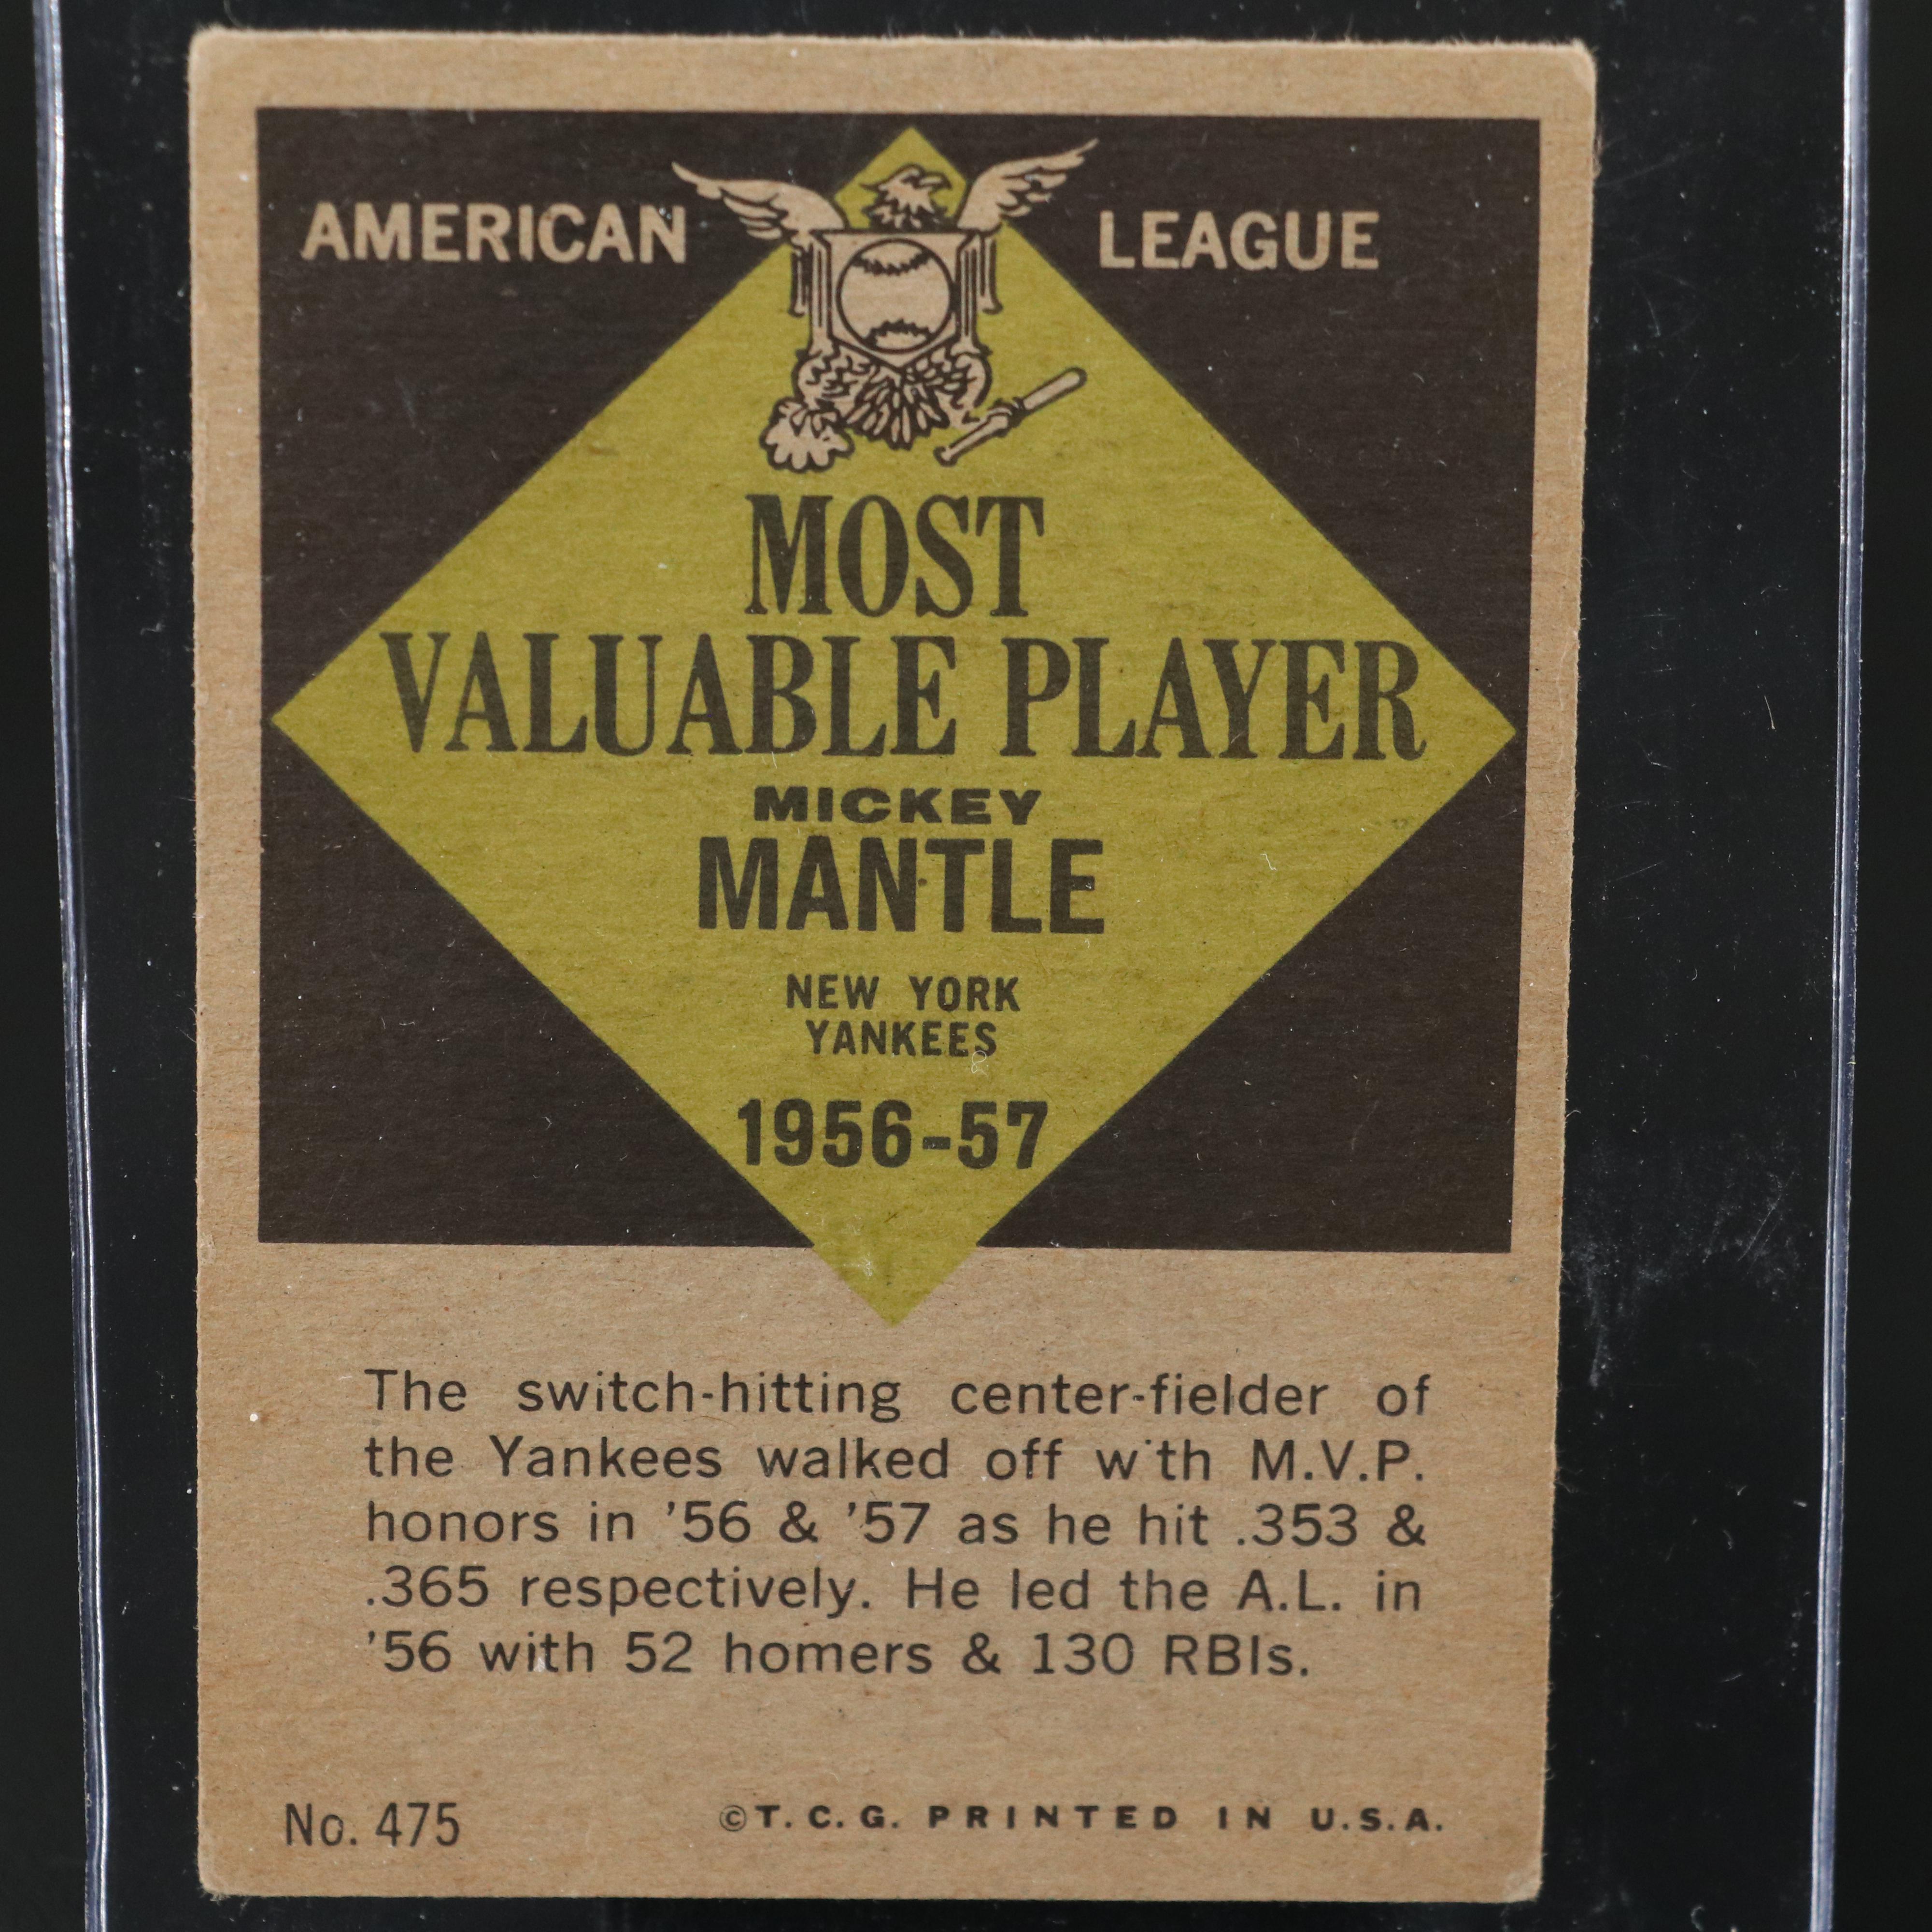 AMERICAN LEAGUE
MOST
VALUABLE PLAYER
MICKEY
MANTLE
NEW YORK
YANKEES
1956-57
The switch-hitting center-fielder of
the Yankees walked off w'th M.V.P.
honors in '56 & '57 as he hit .353 &
.365 respectively. He led the A.L. in
'56 with 52 homers & 130 RBIs.
No. 475 ©T.C.G. PRINTED IN U.S.A.